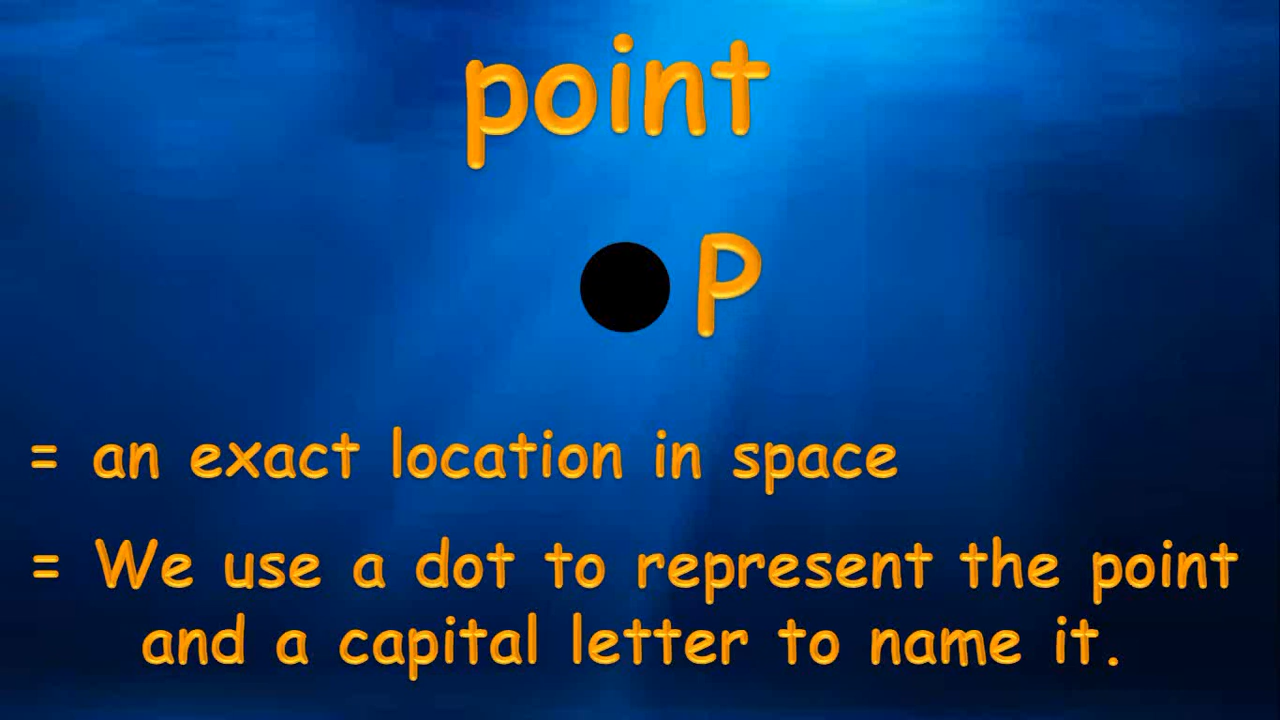 point
P
= an exact location in space
= We use a dot to represent the point
and a capital letter to name it.